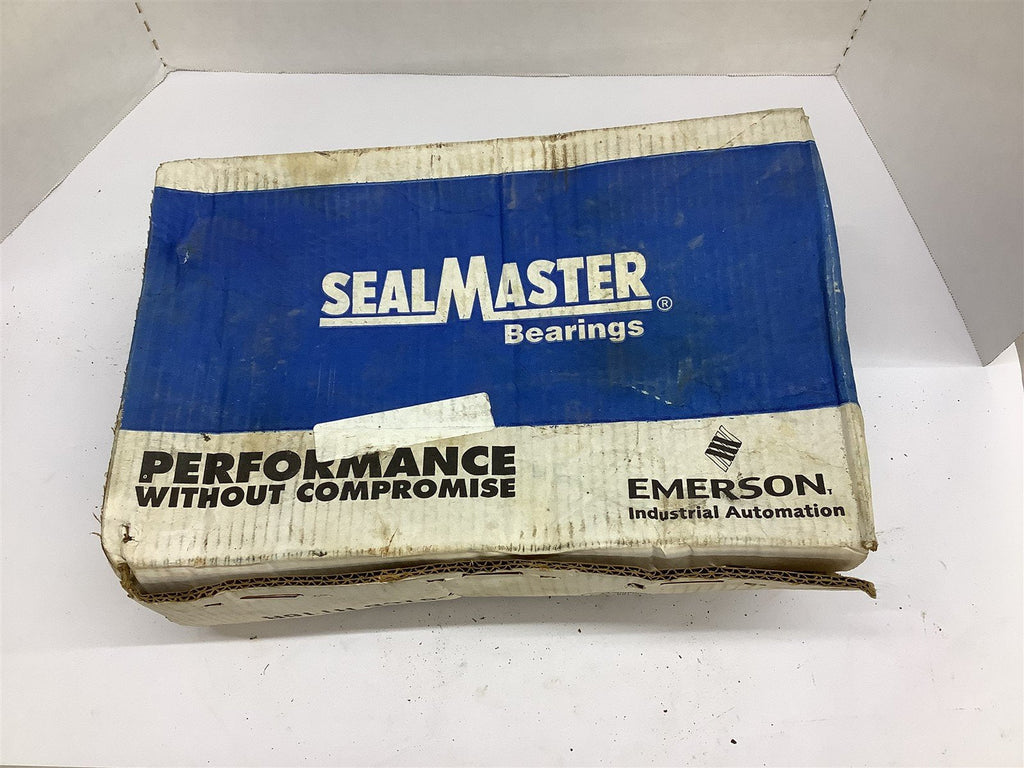 SEALMASTER®
Bearings
PERFORMANCE
WITHOUT COMPROMISE
EMERSON
Industrial Automation